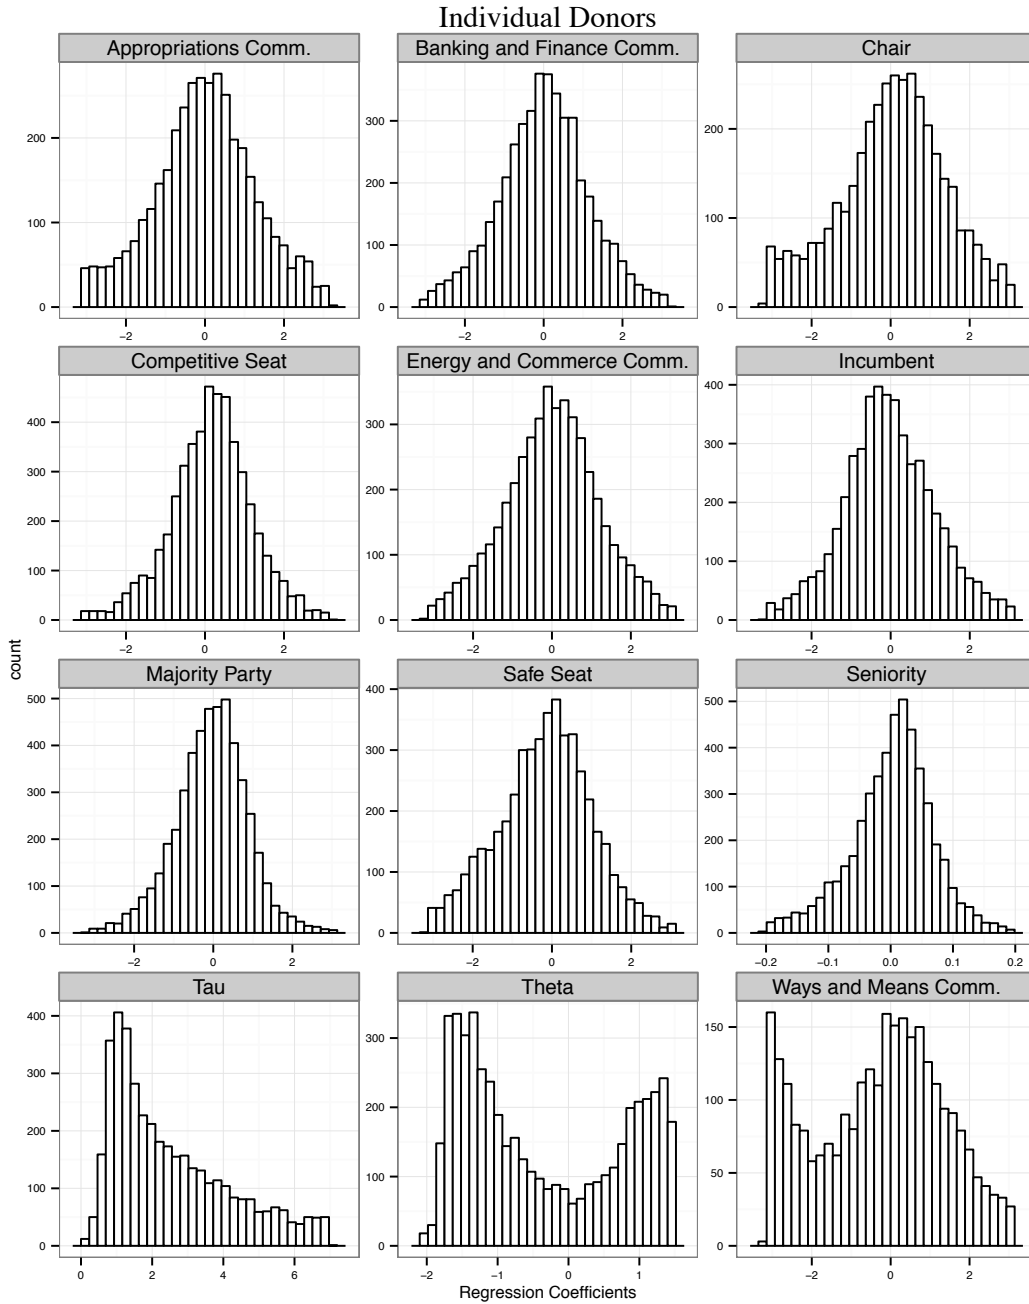 Individual Donors
Appropriations Comm. Banking and Finance Comm. Chair
200 100 0 300 200 100 0 200 100 0
−2 0 2 −2 0 2 −2 0 2
Competitive Seat Energy and Commerce Comm. Incumbent
400 300 200 100 0 300 200 100 0 400 300 200 100 0
−2 0 2 −2 0 2 −2 0 2
count
Majority Party Safe Seat Seniority
500 400 300 200 100 0 400 300 200 100 0 500 400 300 200 100 0
−2 0 2 −2 0 2 −0.2 −0.1 0.0 0.1 0.2
Tau Theta Ways and Means Comm.
400 300 200 100 0 300 200 100 0 150 100 50 0
0 2 4 6 −2 −1 0 1 −2 0 2
Regression Coefficients